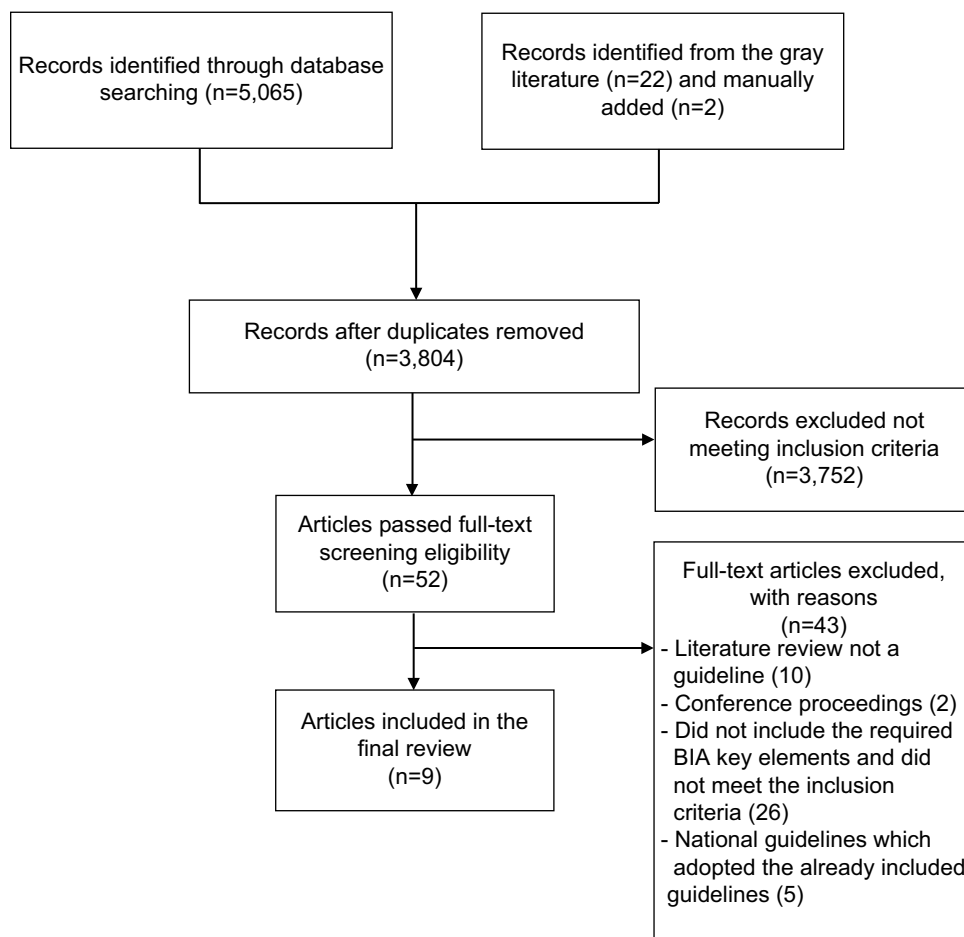 Records identified through database
searching (n=5,065)
Records identified from the gray
literature (n=22) and manually
added (n=2)
Records after duplicates removed
(n=3,804)
Records excluded not
meeting inclusion criteria
(n=3,752)
Articles passed full-text
screening eligibility
(n=52)
Full-text articles excluded,
with reasons
(n=43)
- Literature review not a
guideline (10)
- Conference proceedings (2)
- Did not include the required
BIA key elements and did
not meet the inclusion
criteria (26)
- National guidelines which
adopted the already included
guidelines (5)
Articles included in the
final review
(n=9)